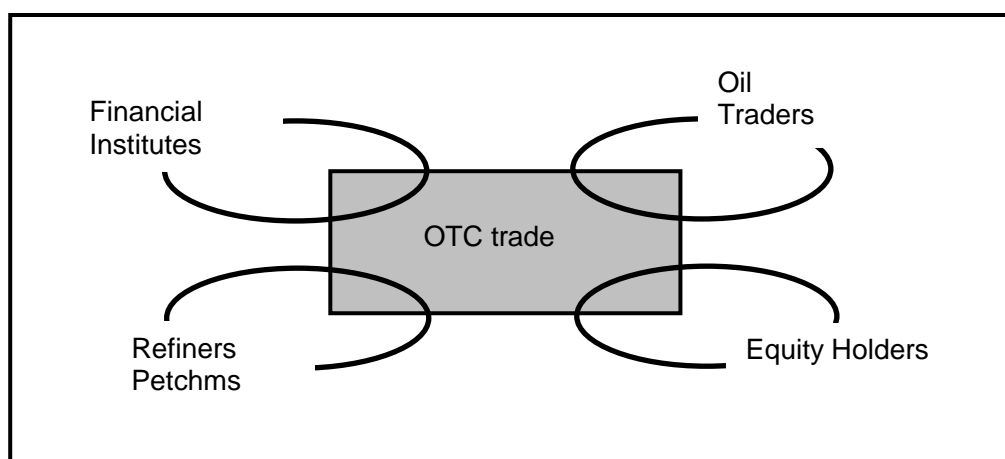 Financial
Institutes
Oil
Traders
OTC trade
Refiners
Petchms
Equity Holders